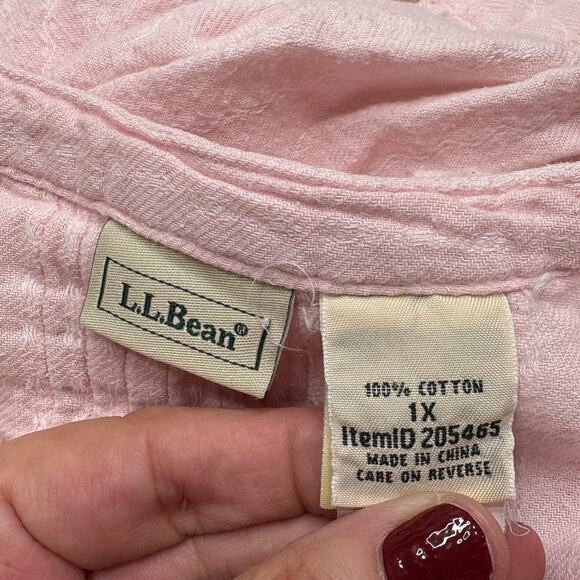 L.L.Bean®
100% COTTON
1X
ItemID 205465
MADE IN CHINA
CARE ON REVERSE